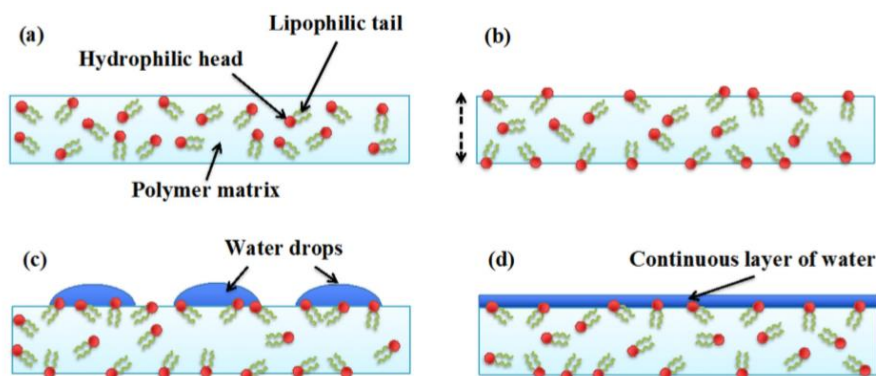 (a)
Lipophilic tail
Hydrophilic head
Polymer matrix
(b)
(c)
Water drops
(d)
Continuous layer of water